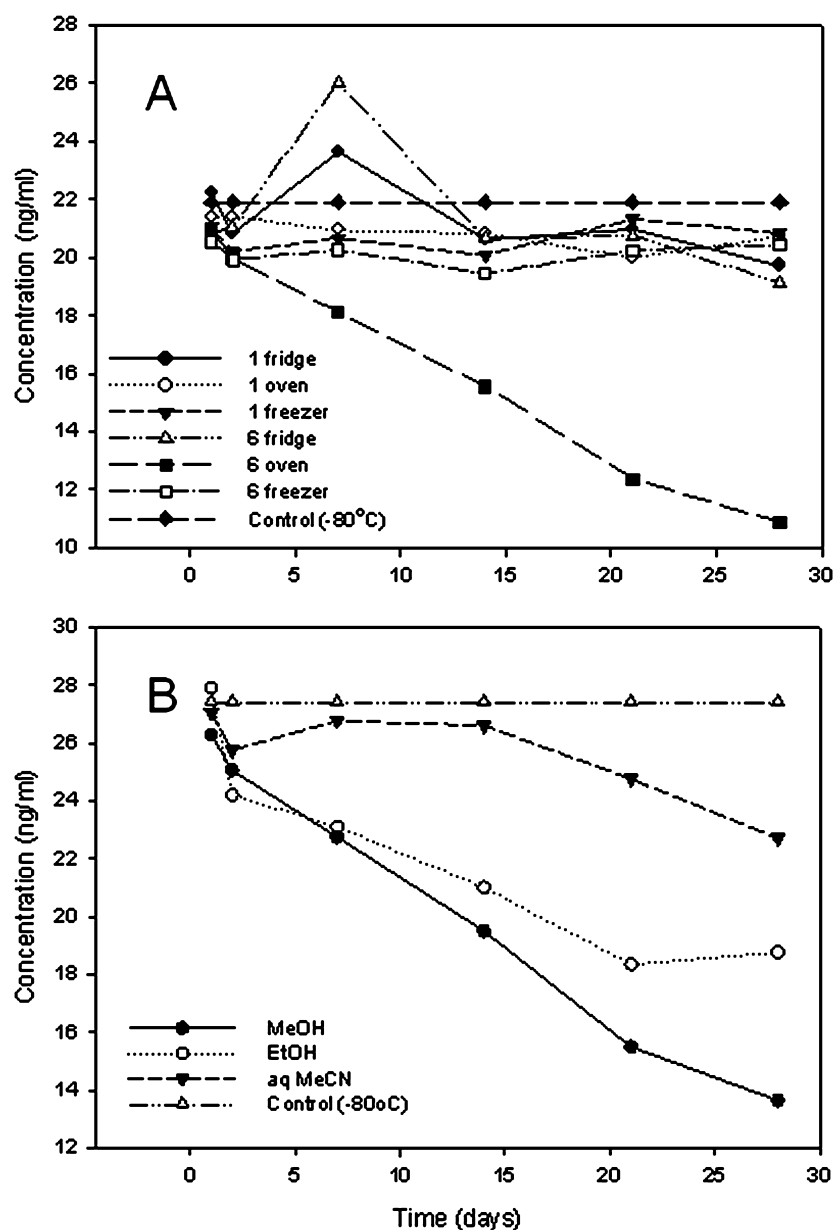 28
26
24
22
20
18
16
14
12
10
A
Concentration (ng/ml)
1 fridge
1 oven
1 freezer
6 fridge
6 oven
6 freezer
Control (-80°C)
0 5 10 15 20 25 30
30
28
26
24
22
20
18
16
14
12
B
Concentration (ng/ml)
MeOH
EtOH
aq MeCN
Control (-80oC)
0 5 10 15 20 25 30
Time (days)